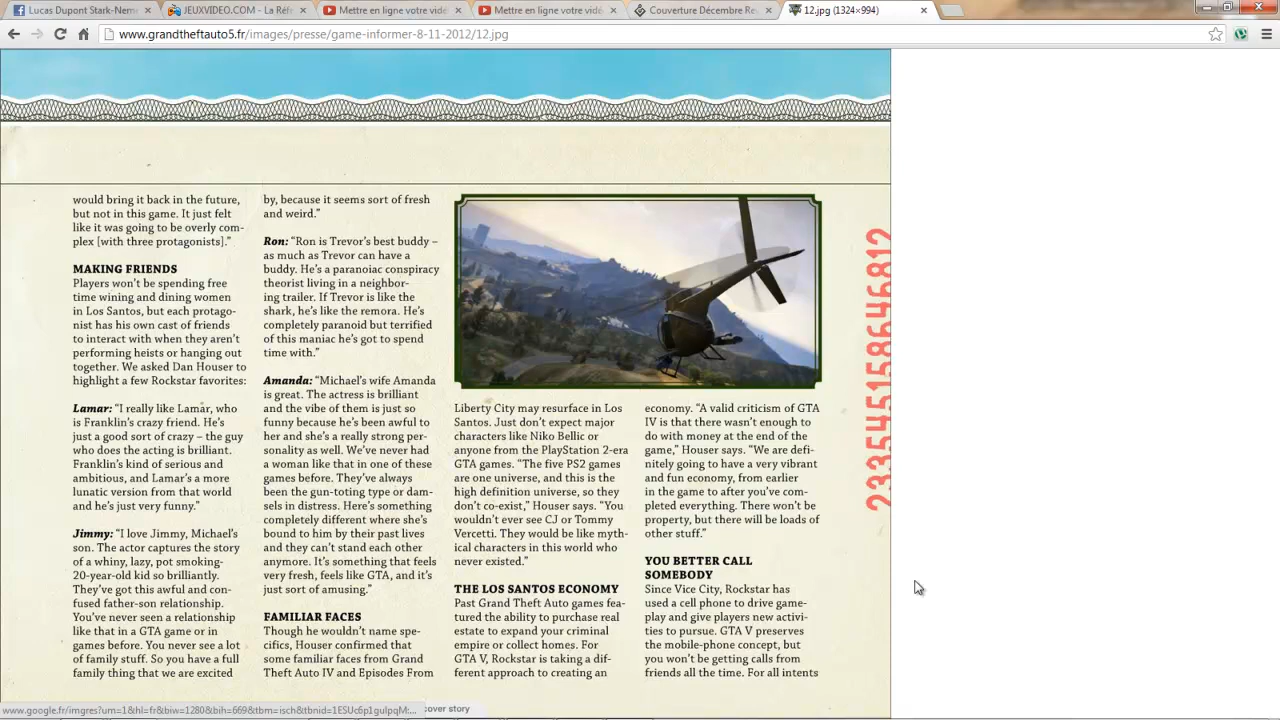 Lucas Dupont Stark-Neme
JEUXVIDEO.COM - La Réfé
Mettre en ligne votre vidé
Mettre en ligne votre vidé
Couverture Décembre Re
12.jpg (1324×994)
www.grandtheftauto5.fr/images/presse/game-informer-8-11-2012/12.jpg
would bring it back in the future,
but not in this game. It just felt
like it was going to be overly com-
plex [with three protagonists].”
MAKING FRIENDS
Players won’t be spending free
time wining and dining women
in Los Santos, but each protago-
nist has his own cast of friends
to interact with when they aren’t
performing heists or hanging out
together. We asked Dan Houser to
highlight a few Rockstar favorites:
Lamar: “I really like Lamar, who
is Franklin’s crazy friend. He’s
just a good sort of crazy – the guy
who does the acting is brilliant.
Franklin’s kind of serious and
ambitious, and Lamar’s a more
lunatic version from that world
and he’s just very funny.”
Jimmy: “I love Jimmy, Michael’s
son. The actor captures the story
of a whiny, lazy, pot smoking-
20-year-old kid so brilliantly.
They’ve got this awful and con-
fused father-son relationship.
You’ve never seen a relationship
like that in a GTA game or in
games before. You never see a lot
of family stuff. So you have a full
family thing that we are excited
by, because it seems sort of fresh
and weird.”
Ron: “Ron is Trevor’s best buddy –
as much as Trevor can have a
buddy. He’s a paranoiac conspiracy
theorist living in a neighbor-
ing trailer. If Trevor is like the
shark, he’s like the remora. He’s
completely paranoid but terrified
of this maniac he’s got to spend
time with.”
Amanda: “Michael’s wife Amanda
is great. The actress is brilliant
and the vibe of them is just so
funny because he’s been awful to
her and she’s a really strong per-
sonality as well. We’ve never had
a woman like that in one of these
games before. They’ve always
been the gun-toting type or dam-
sels in distress. Here’s something
completely different where she’s
bound to him by their past lives
and they can’t stand each other
anymore. It’s something that feels
very fresh, feels like GTA, and it’s
just sort of amusing.”
FAMILIAR FACES
Though he wouldn’t name spe-
cifics, Houser confirmed that
some familiar faces from Grand
Theft Auto IV and Episodes From
Liberty City may resurface in Los
Santos. Just don’t expect major
characters like Niko Bellic or
anyone from the PlayStation 2-era
GTA games. “The five PS2 games
are one universe, and this is the
high definition universe, so they
don’t co-exist,” Houser says. “You
wouldn’t ever see CJ or Tommy
Vercetti. They would be like myth-
ical characters in this world who
never existed.”
THE LOS SANTOS ECONOMY
Past Grand Theft Auto games fea-
tured the ability to purchase real
estate to expand your criminal
empire or collect homes. For
GTA V, Rockstar is taking a dif-
ferent approach to creating an
economy. “A valid criticism of GTA
IV is that there wasn’t enough to
do with money at the end of the
game,” Houser says. “We are defi-
nitely going to have a very vibrant
and fun economy, from earlier
in the game to after you’ve com-
pleted everything. There won’t be
property, but there will be loads of
other stuff.”
YOU BETTER CALL
SOMEBODY
Since Vice City, Rockstar has
used a cell phone to drive game-
play and give players new activi-
ties to pursue. GTA V preserves
the mobile-phone concept, but
you won’t be getting calls from
friends all the time. For all intents
233545158646812
www.google.fr/imgres?um=1&hl=fr&biw=1280&bih=669&tbm=isch&tbnid=1ESUc6p1gulpqM:...
cover story